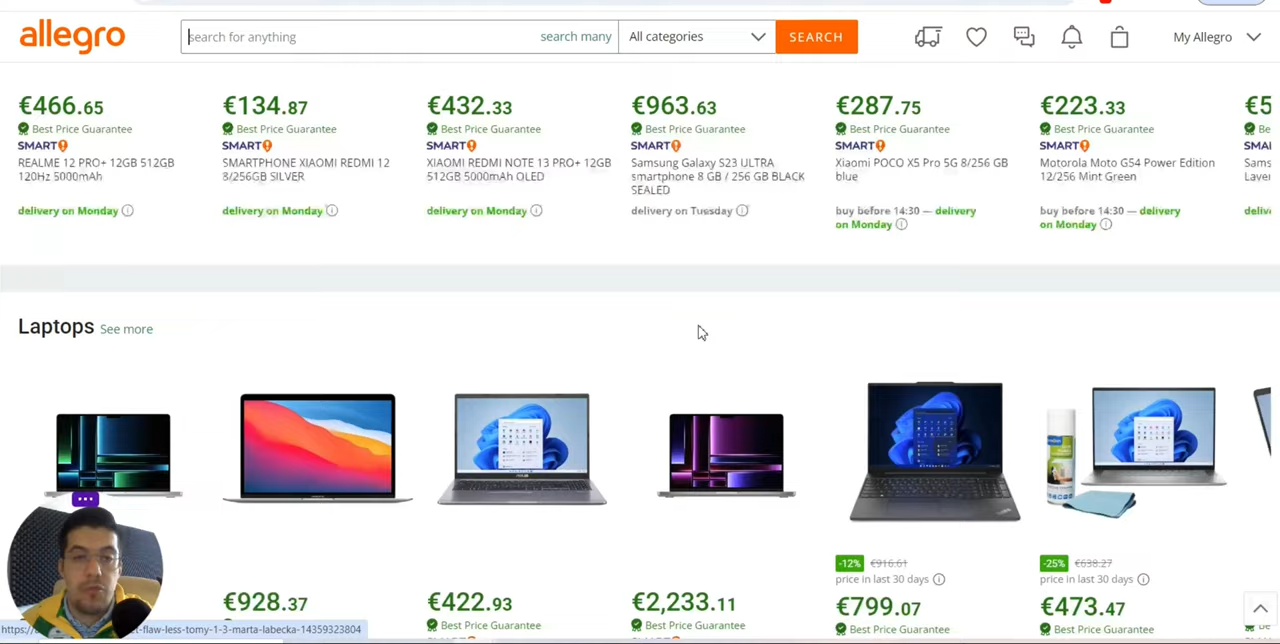 allegro
search for anything
search many
All categories
SEARCH
My Allegro
€466.65
Best Price Guarantee
SMART!
REALME 12 PRO+ 12GB 512GB
120Hz 5000mAh
delivery on Monday
€134.87
Best Price Guarantee
SMART!
SMARTPHONE XIAOMI REDMI 12
8/256GB SILVER
delivery on Monday
€432.33
Best Price Guarantee
SMART!
XIAOMI REDMI NOTE 13 PRO+ 12GB
512GB 5000mAh OLED
delivery on Monday
€963.63
Best Price Guarantee
SMART!
Samsung Galaxy S23 ULTRA
smartphone 8 GB / 256 GB BLACK
SEALED
delivery on Tuesday
€287.75
Best Price Guarantee
SMART!
Xiaomi POCO X5 Pro 5G 8/256 GB
blue
buy before 14:30 — delivery
on Monday
€223.33
Best Price Guarantee
SMART!
Motorola Moto G54 Power Edition
12/256 Mint Green
buy before 14:30 — delivery
on Monday
€5
Be
SMAI
Sams
Laver
deliv
Laptops See more
€928.37
€422.93
Best Price Guarantee
€2,233.11
Best Price Guarantee
-12% €916.61
price in last 30 days
€799.07
Best Price Guarantee
-25% €638.27
price in last 30 days
€473.47
Best Price Guarantee
et-flaw-less-tomy-1-3-marta-labecka-14359323804